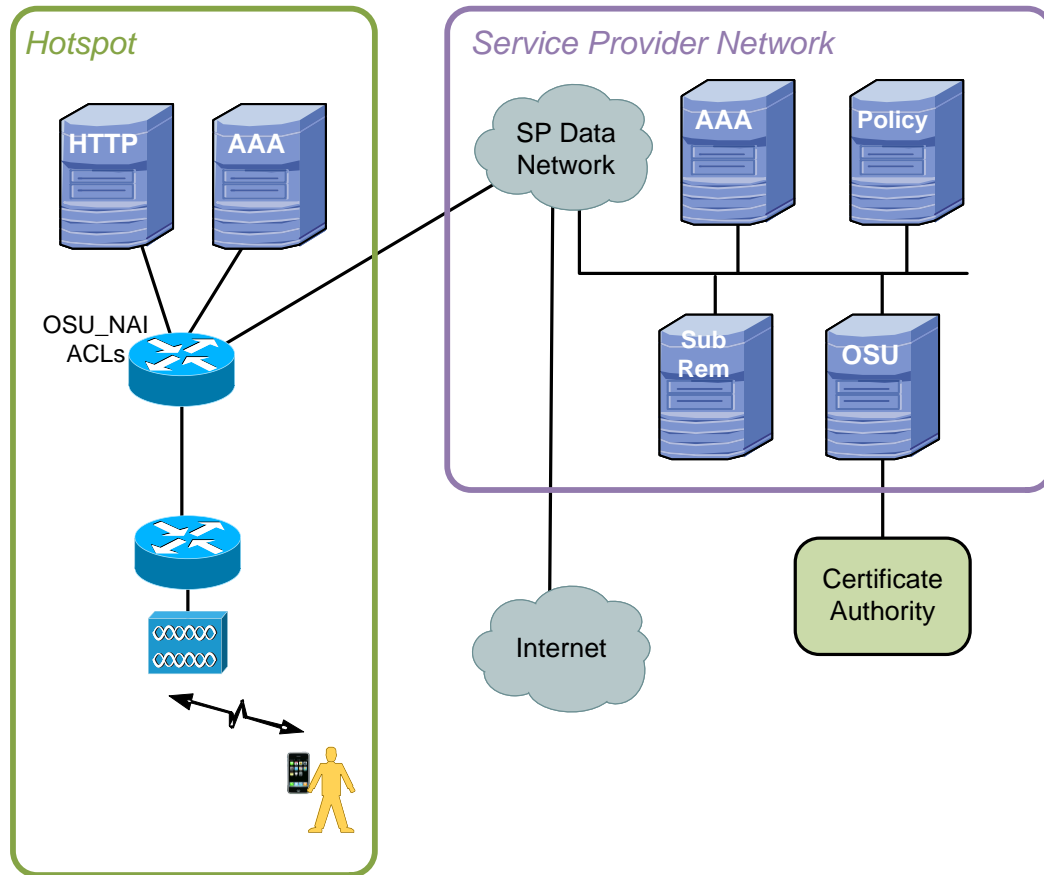 Hotspot
Service Provider Network
HTTP
AAA
SP Data
Network
AAA
Policy
OSU_NAI
ACLs
Sub
Rem
OSU
Certificate
Authority
Internet